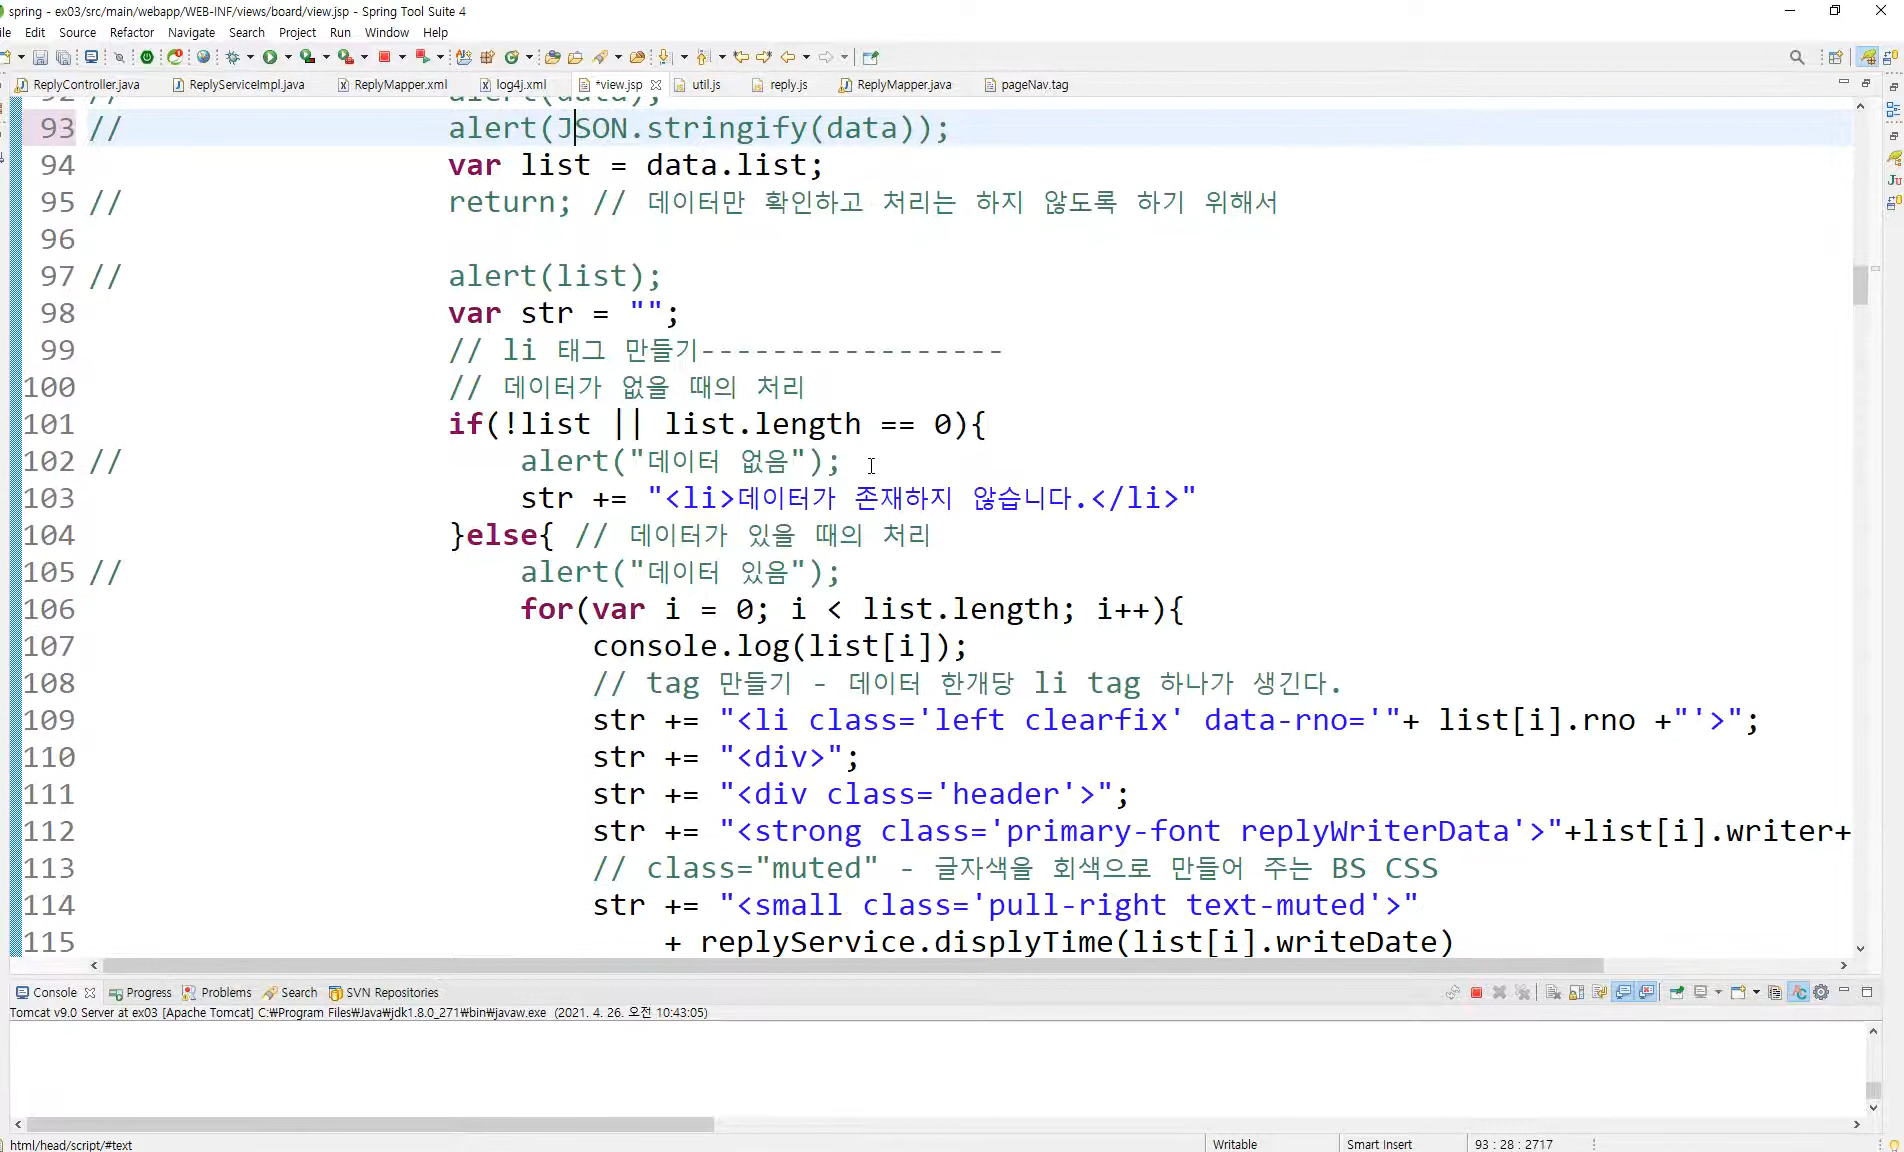 spring - ex03/src/main/webapp/WEB-INF/views/board/view.jsp - Spring Tool Suite 4
ile Edit Source Refactor Navigate Search Project Run Window Help
ReplyController.java ReplyServiceImpl.java ReplyMapper.xml log4j.xml *view.jsp util.js reply.js ReplyMapper.java pageNav.tag
92 // alert(data);
93 // alert(JSON.stringify(data));
94 var list = data.list;
95 // return; // 데이터만 확인하고 처리는 하지 않도록 하기 위해서
96
97 // alert(list);
98 var str = "";
99 // li 태그 만들기-----------------
100 // 데이터가 없을 때의 처리
101 if(!list || list.length == 0){
102 // alert("데이터 없음");
103 str += "<li>데이터가 존재하지 않습니다.</li>"
104 }else{ // 데이터가 있을 때의 처리
105 // alert("데이터 있음");
106 for(var i = 0; i < list.length; i++){
107 console.log(list[i]);
108 // tag 만들기 - 데이터 한개당 li tag 하나가 생긴다.
109 str += "<li class='left clearfix' data-rno='"+ list[i].rno +"'>";
110 str += "<div>";
111 str += "<div class='header'>";
112 str += "<strong class='primary-font replyWriterData'>"+list[i].writer+
113 // class="muted" - 글자색을 회색으로 만들어 주는 BS CSS
114 str += "<small class='pull-right text-muted'>"
115 + replyService.displyTime(list[i].writeDate)
Console Progress Problems Search SVN Repositories
Tomcat v9.0 Server at ex03 [Apache Tomcat] C:₩Program Files₩Java₩jdk1.8.0_271₩bin₩javaw.exe (2021. 4. 26. 오전 10:43:05)
html/head/script/#text Writable Smart Insert 93 : 28 : 2717